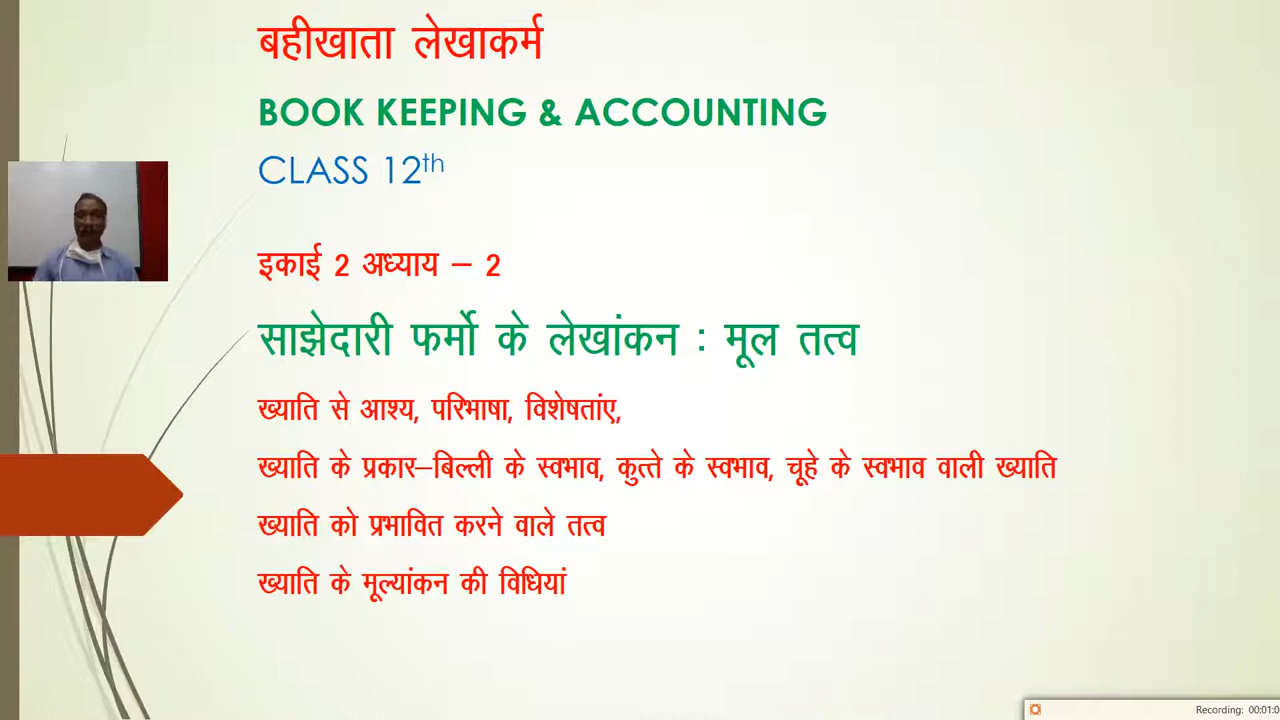 बहीखाता लेखाकर्म
BOOK KEEPING & ACCOUNTING
CLASS 12th
इकाई 2 अध्याय – 2
साझेदारी फर्मो के लेखांकन : मूल तत्व
ख्याति से आश्य, परिभाषा, विशेषतांए,
ख्याति के प्रकार–बिल्ली के स्वभाव, कुत्ते के स्वभाव, चूहे के स्वभाव वाली ख्याति
ख्याति को प्रभावित करने वाले तत्व
ख्याति के मूल्यांकन की विधियां
Recording: 00:01:0